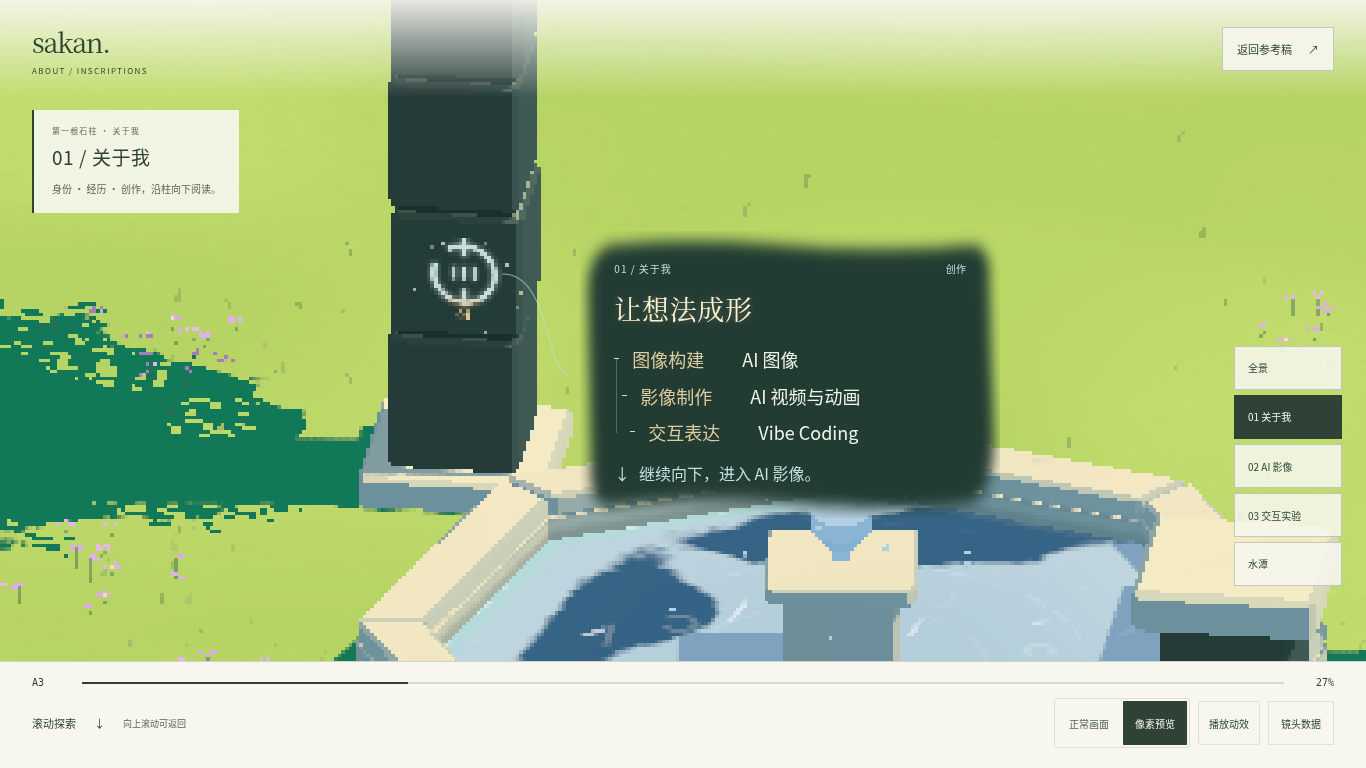 sakan.
ABOUT / INSCRIPTIONS
返回参考稿 ↗
第一根石柱 · 关于我
01 / 关于我
身份 · 经历 · 创作，沿柱向下阅读。
01 / 关于我 创作
让想法成形
图像构建 AI 图像
影像制作 AI 视频与动画
交互表达 Vibe Coding
↓ 继续向下，进入 AI 影像。
全景
01 关于我
02 AI 影像
03 交互实验
水潭
A3 27%
滚动探索 ↓ 向上滚动可返回
正常画面 像素预览 播放动效 镜头数据